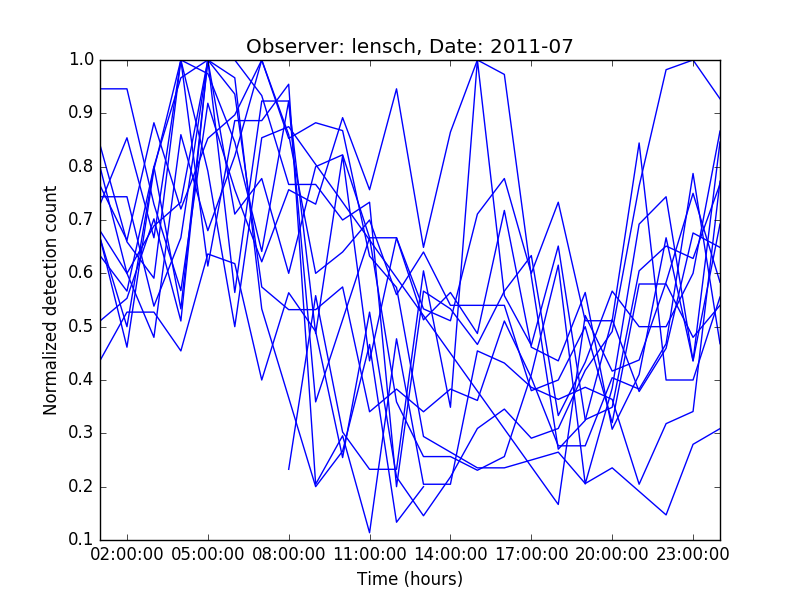 Observer: lensch, Date: 2011-07
Normalized detection count
1.0
0.9
0.8
0.7
0.6
0.5
0.4
0.3
0.2
0.1
02:00:00 05:00:00 08:00:00 11:00:00 14:00:00 17:00:00 20:00:00 23:00:00
Time (hours)